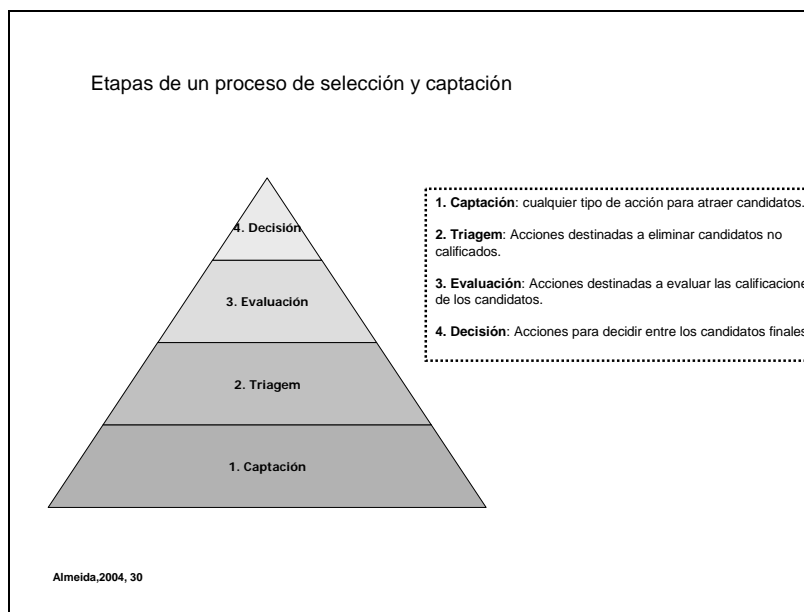 Etapas de un proceso de selección y captación
4. Decisión
3. Evaluación
2. Triagem
1. Captación
1. Captación: cualquier tipo de acción para atraer candidatos.
2. Triagem: Acciones destinadas a eliminar candidatos no
calificados.
3. Evaluación: Acciones destinadas a evaluar las calificacione
de los candidatos.
4. Decisión: Acciones para decidir entre los candidatos finales
Almeida,2004, 30